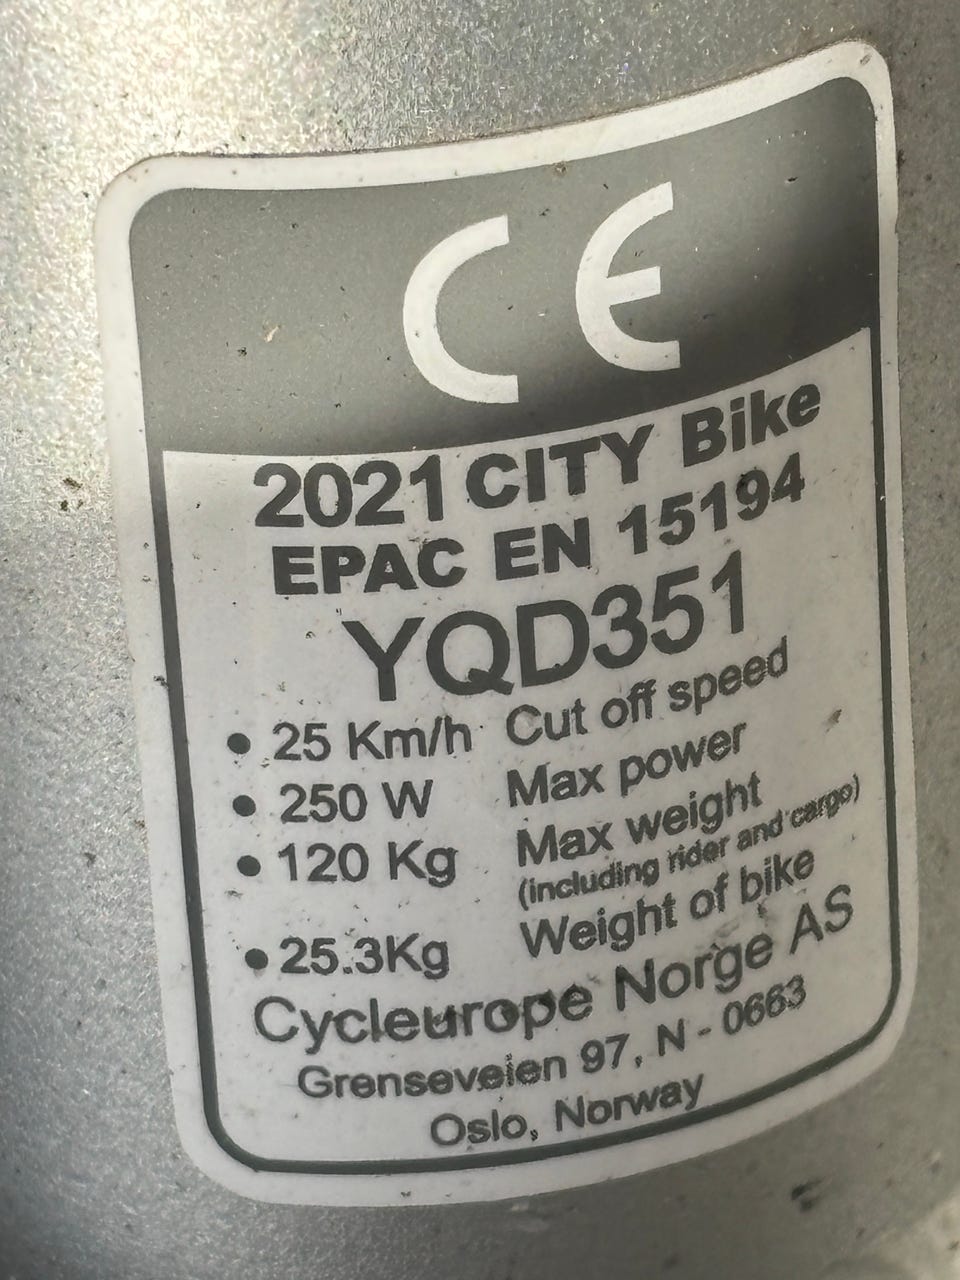 CE
2021 CITY Bike
EPAC EN 15194
YQD351
• 25 Km/h Cut off speed
• 250 W Max power
• 120 Kg Max weight
(including rider and cargo)
• 25.3Kg Weight of bike
Cycleurope Norge AS
Grenseveien 97, N - 0663
Oslo, Norway